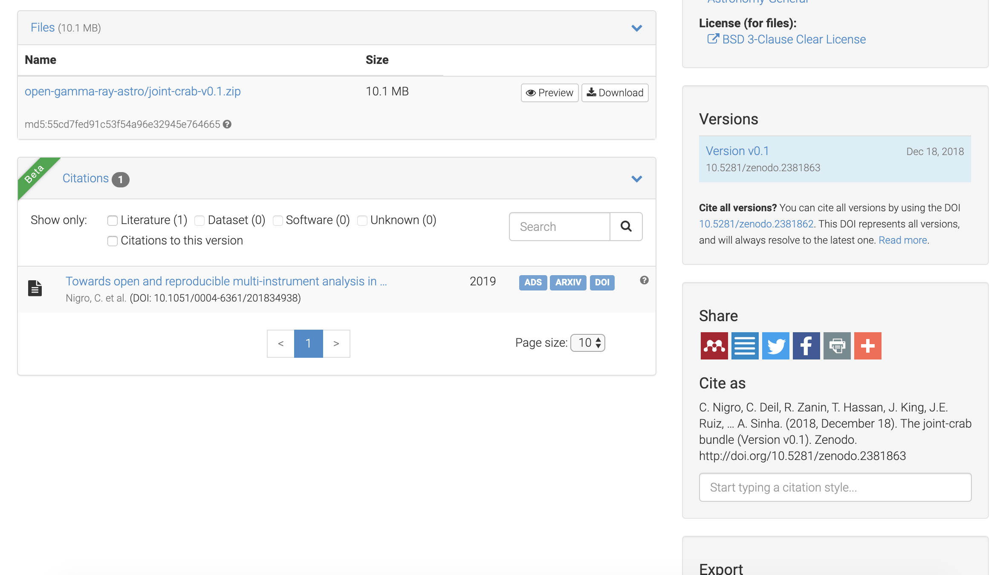 Files (10.1 MB)
Name Size
open-gamma-ray-astro/joint-crab-v0.1.zip 10.1 MB Preview Download
md5:55cd7fed91c53f54a96e32945e764665
Beta
Citations 1
Show only: Literature (1) Dataset (0) Software (0) Unknown (0)
Citations to this version
Search
Towards open and reproducible multi-instrument analysis in ... 2019 ADS ARXIV DOI
Nigro, C. et al. (DOI: 10.1051/0004-6361/201834938)
< 1 >
Page size: 10
Astronomy General
License (for files):
BSD 3-Clause Clear License
Versions
Version v0.1 Dec 18, 2018
10.5281/zenodo.2381863
Cite all versions? You can cite all versions by using the DOI
10.5281/zenodo.2381862. This DOI represents all versions,
and will always resolve to the latest one. Read more.
Share
Cite as
C. Nigro, C. Deil, R. Zanin, T. Hassan, J. King, J.E.
Ruiz, ... A. Sinha. (2018, December 18). The joint-crab
bundle (Version v0.1). Zenodo.
http://doi.org/10.5281/zenodo.2381863
Start typing a citation style...
Export